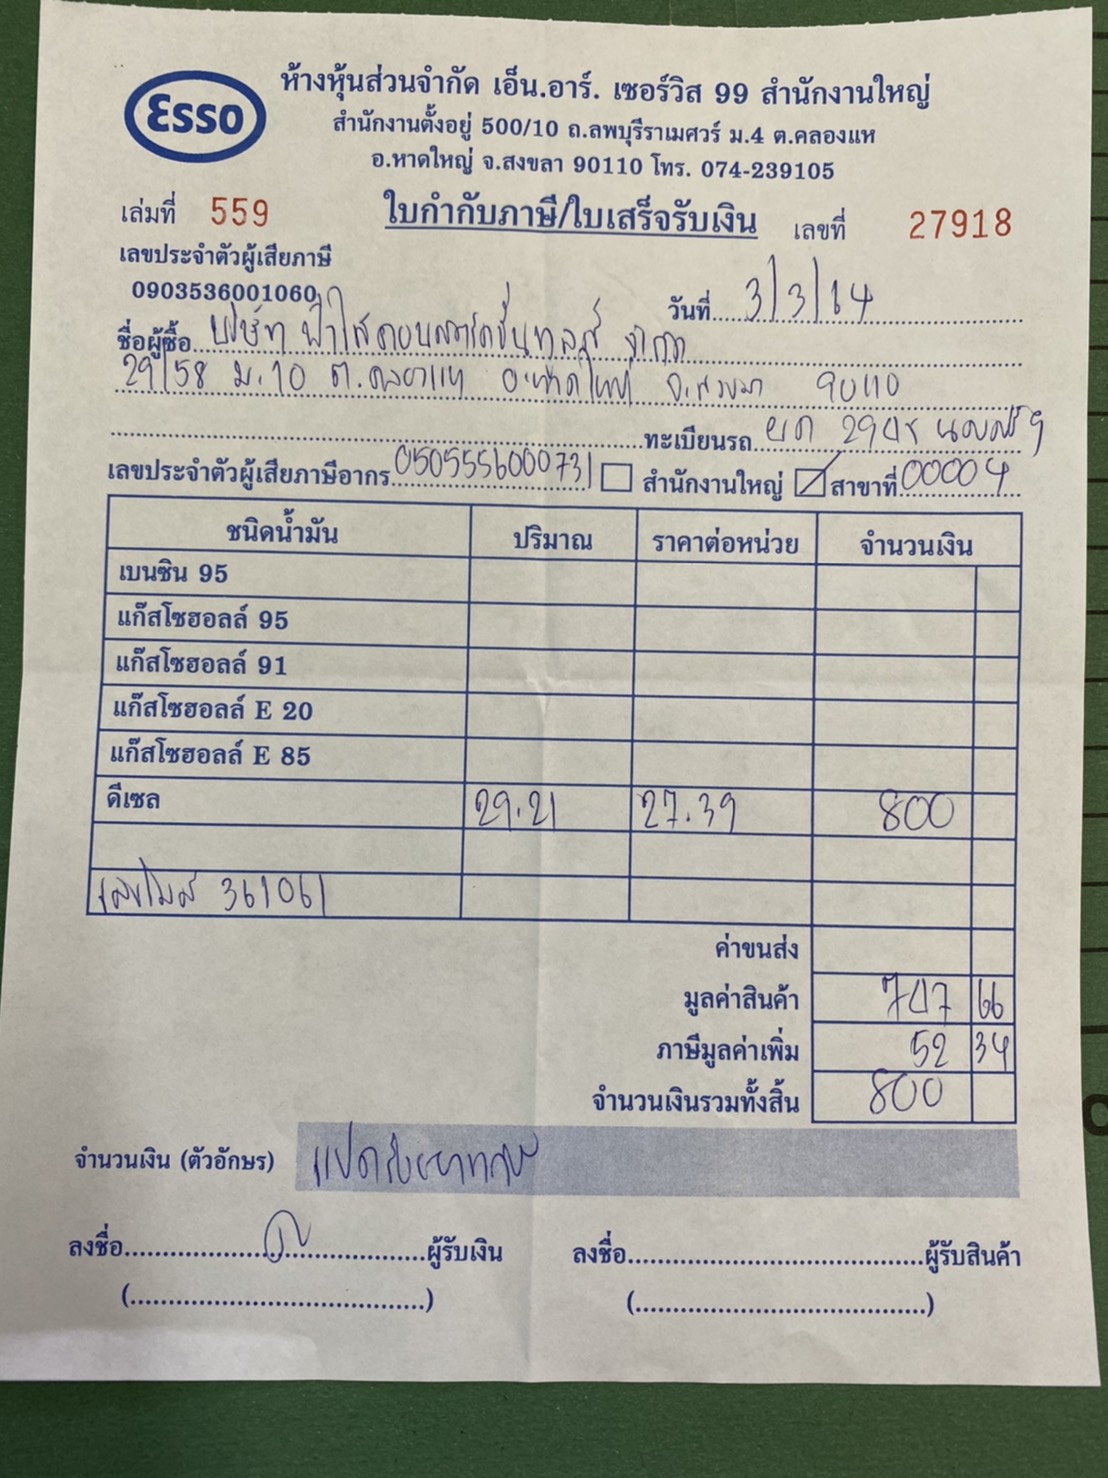 Esso
ห้างหุ้นส่วนจำกัด เอ็น.อาร์. เซอร์วิส 99 สำนักงานใหญ่
สำนักงานตั้งอยู่ 500/10 ถ.ลพบุรีราเมศวร์ ม.4 ต.คลองแห
อ.หาดใหญ่ จ.สงขลา 90110 โทร. 074-239105
เล่มที่ 559 ใบกำกับภาษี/ใบเสร็จรับเงิน เลขที่ 27918
เลขประจำตัวผู้เสียภาษี
0903536001060 วันที่ 3/3/64
ชื่อผู้ซื้อ บริษัท ฟ้าใสคอนสตรัคชั่นพลัส จำกัด
29/58 ม.10 ต.คลองแห อ.หาดใหญ่ จ.สงขลา 90110
ทะเบียนรถ
เลขประจำตัวผู้เสียภาษีอากร 0505556000731 สำนักงานใหญ่ สาขาที่ 00004
ชนิดน้ำมัน ปริมาณ ราคาต่อหน่วย จำนวนเงิน
เบนซิน 95
แก๊สโซฮอลล์ 95
แก๊สโซฮอลล์ 91
แก๊สโซฮอลล์ E 20
แก๊สโซฮอลล์ E 85
ดีเซล 29.21 27.39 800
เลขไมล์ 361061
ค่าขนส่ง
มูลค่าสินค้า 747 66
ภาษีมูลค่าเพิ่ม 52 34
จำนวนเงินรวมทั้งสิ้น 800
จำนวนเงิน (ตัวอักษร) แปดร้อยบาทถ้วน
ลงชื่อ ผู้รับเงิน ลงชื่อ ผู้รับสินค้า